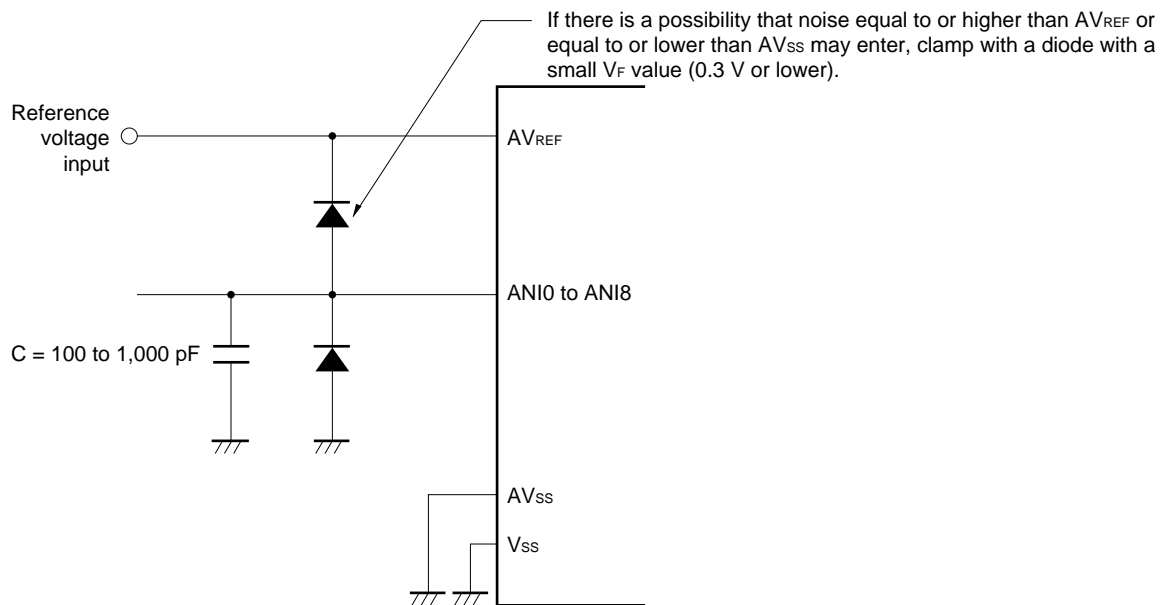 If there is a possibility that noise equal to or higher than AVREF or
equal to or lower than AVSS may enter, clamp with a diode with a
small VF value (0.3 V or lower).
Reference
voltage
input
AVREF
ANI0 to ANI8
C = 100 to 1,000 pF
AVSS
VSS